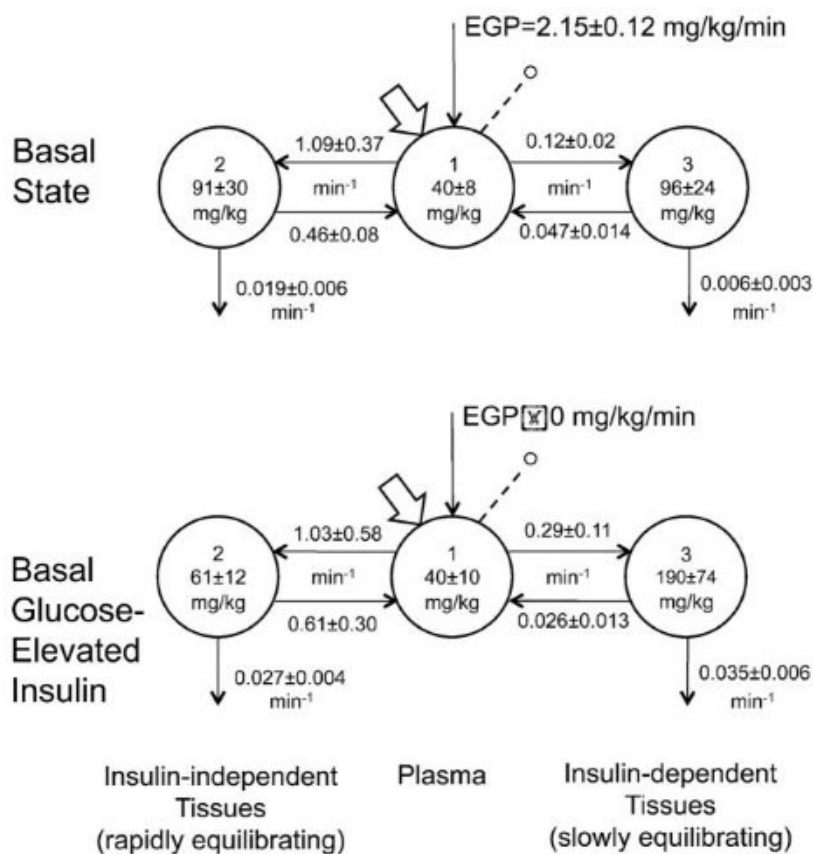 EGP=2.15±0.12 mg/kg/min
Basal
State
2
91±30
mg/kg
1.09±0.37
min⁻¹
0.46±0.08
1
40±8
mg/kg
0.12±0.02
min⁻¹
0.047±0.014
3
96±24
mg/kg
0.019±0.006
min⁻¹
0.006±0.003
min⁻¹
EGP 0 mg/kg/min
Basal
Glucose-
Elevated
Insulin
2
61±12
mg/kg
1.03±0.58
min⁻¹
0.61±0.30
1
40±10
mg/kg
0.29±0.11
min⁻¹
0.026±0.013
3
190±74
mg/kg
0.027±0.004
min⁻¹
0.035±0.006
min⁻¹
Insulin-independent
Tissues
(rapidly equilibrating)
Plasma
Insulin-dependent
Tissues
(slowly equilibrating)